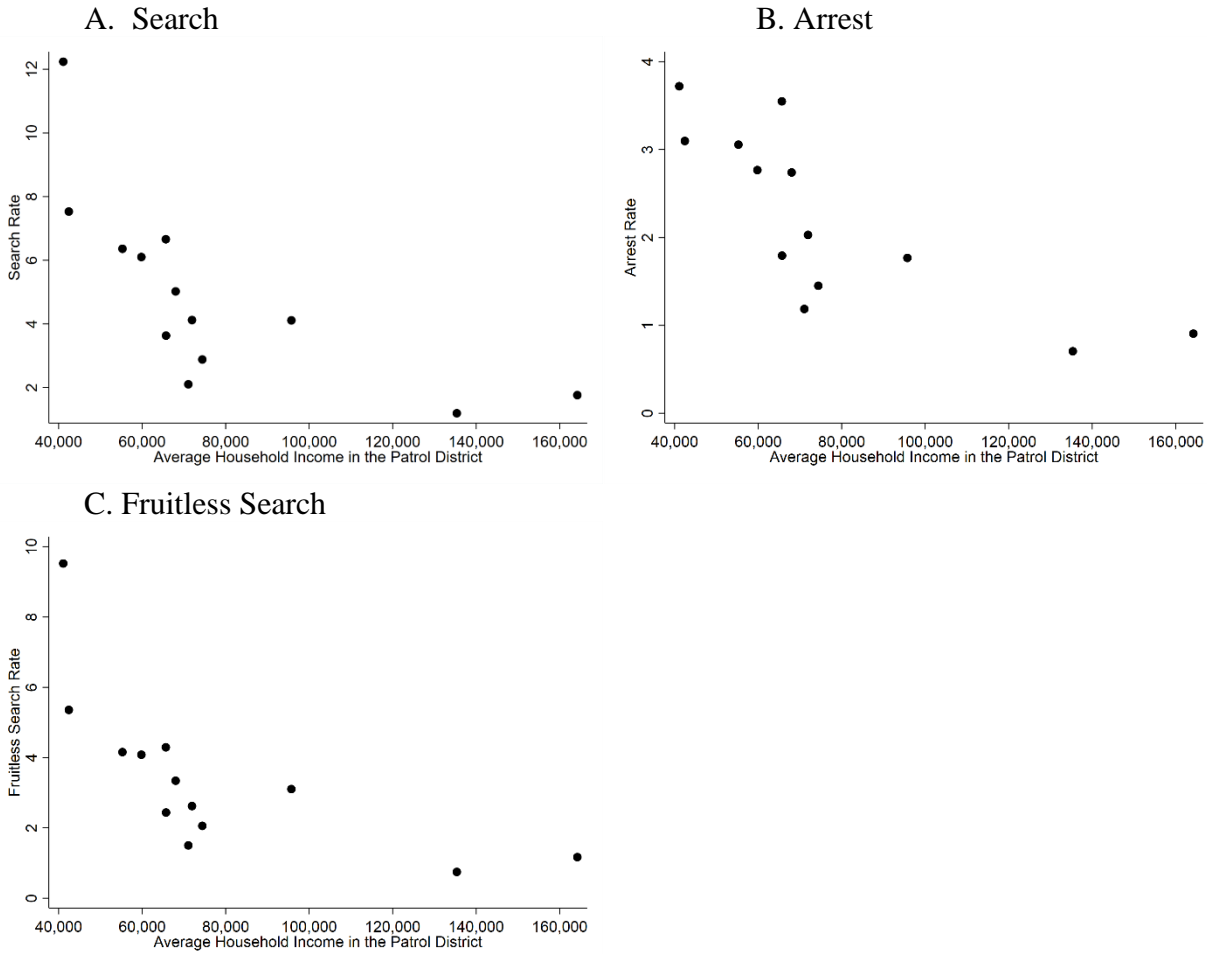 A. Search
12
10
8
6
4
2
Search Rate
40,000 60,000 80,000 100,000 120,000 140,000 160,000
Average Household Income in the Patrol District
B. Arrest
4
3
2
1
0
Arrest Rate
40,000 60,000 80,000 100,000 120,000 140,000 160,000
Average Household Income in the Patrol District
C. Fruitless Search
10
8
6
4
2
0
Fruitless Search Rate
40,000 60,000 80,000 100,000 120,000 140,000 160,000
Average Household Income in the Patrol District